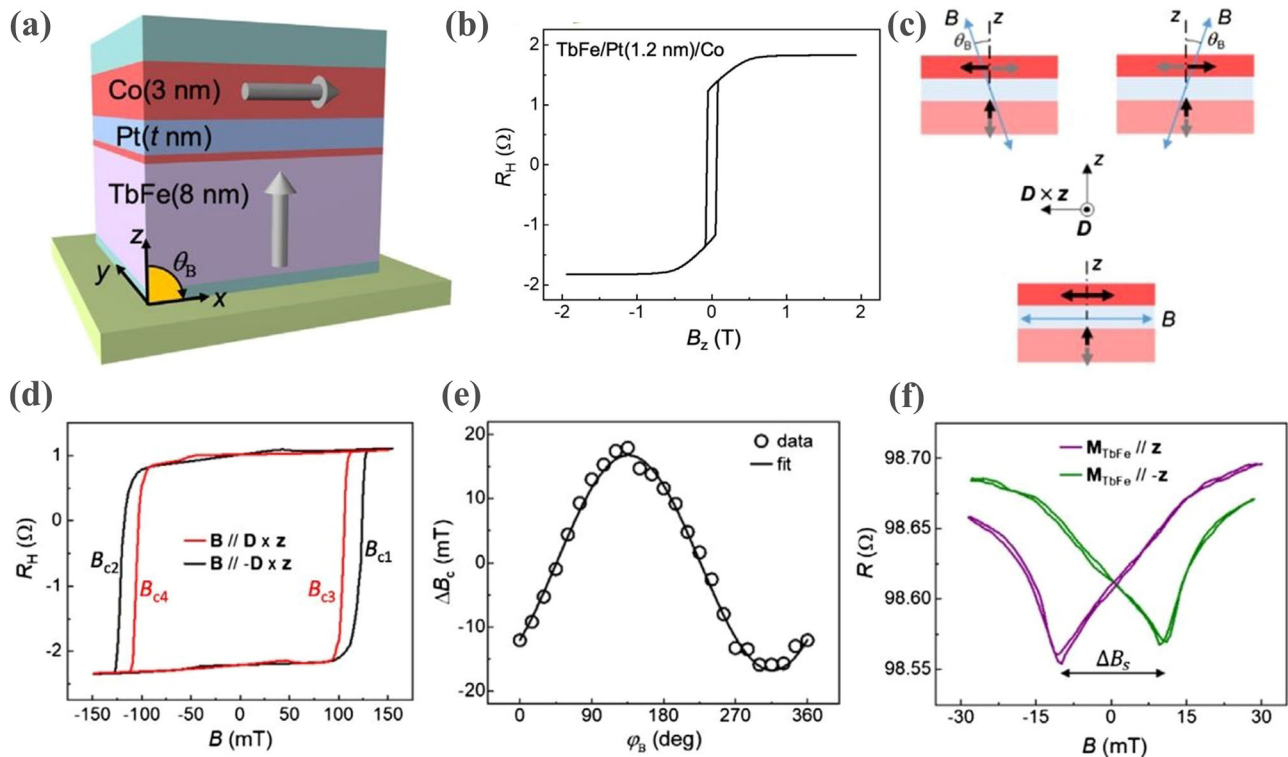 (a)
Co(3 nm)
Pt(t nm)
TbFe(8 nm)
z
y
θB
x
(b)
TbFe/Pt(1.2 nm)/Co
RH (Ω)
2
1
0
-1
-2
-2 -1 0 1 2
Bz (T)
(c)
B z
θB
z B
θB
z
D × z
D
z
B
(d)
RH (Ω)
1
0
-1
-2
B // D x z
B // -D x z
Bc1
Bc2
Bc4
Bc3
-150 -100 -50 0 50 100 150
B (mT)
(e)
ΔBc (mT)
20
10
0
-10
-20
data
fit
0 90 180 270 360
φB (deg)
(f)
R (Ω)
98.70
98.65
98.60
98.55
MTbFe // z
MTbFe // -z
ΔBS
-30 -15 0 15 30
B (mT)